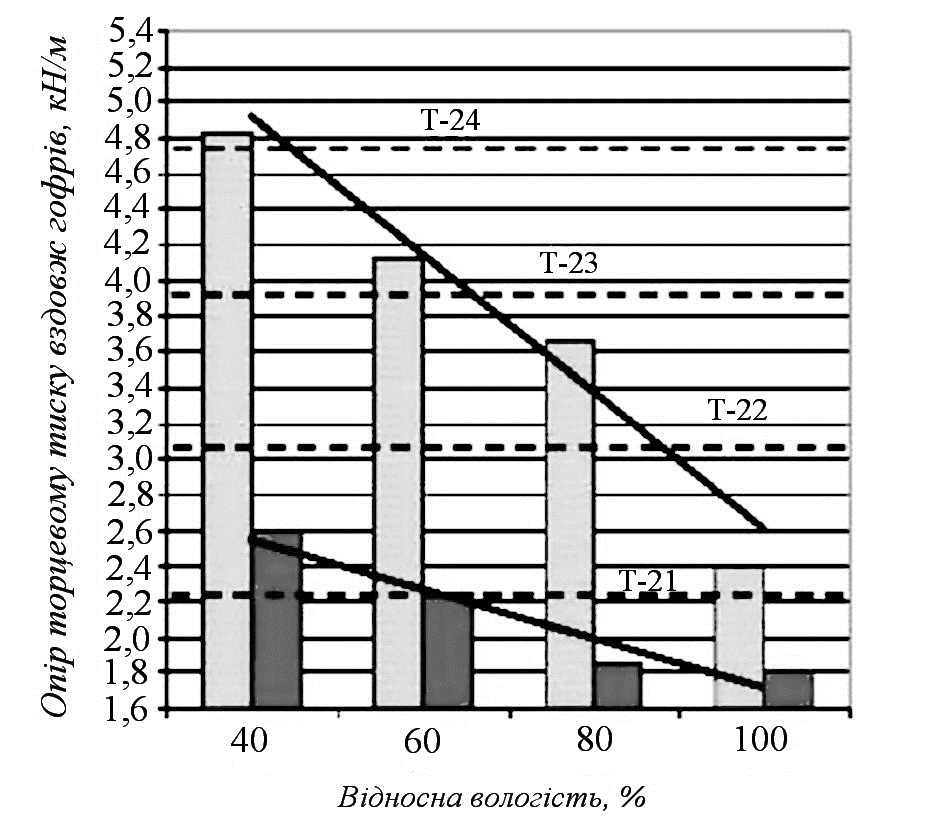 Опір торцевому тиску вздовж гофрів, кН/м
5,4
5,2
5,0
4,8
4,6
4,4
4,2
4,0
3,8
3,6
3,4
3,2
3,0
2,8
2,6
2,4
2,2
2,0
1,8
1,6
Т-24
Т-23
Т-22
Т-21
40 60 80 100
Відносна вологість, %